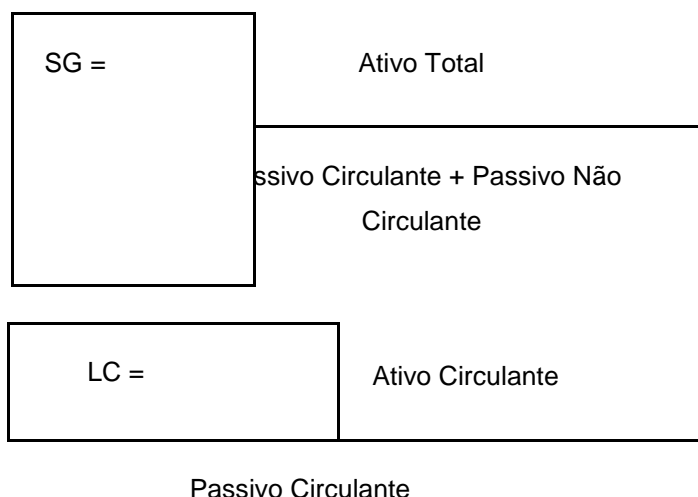 SG = Ativo Total
ssivo Circulante + Passivo Não
Circulante
LC = Ativo Circulante
Passivo Circulante